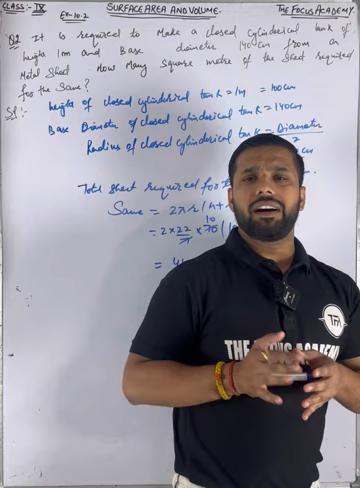 CLASS:- IX
EX-10.2
SURFACE AREA AND VOLUME.
THE FOCUS ACADEMY
Q2 It is required to Make a closed Cylindrical tank of
height 1m and Base diameter 140cm from an
Metal Sheet How Many Square metre of the Sheet required
for the Same?
Sol:- height of closed cylindrical tank = 1m = 100cm
Base Diameter of closed cylindrical tank = 140cm
Radius of closed cylindrical tank = Diameter
2
cm
Total Sheet required for
Same = 2πr(h+
= 2×22 × 10
7 70
=
TFA
THE FOCUS ACADEMY